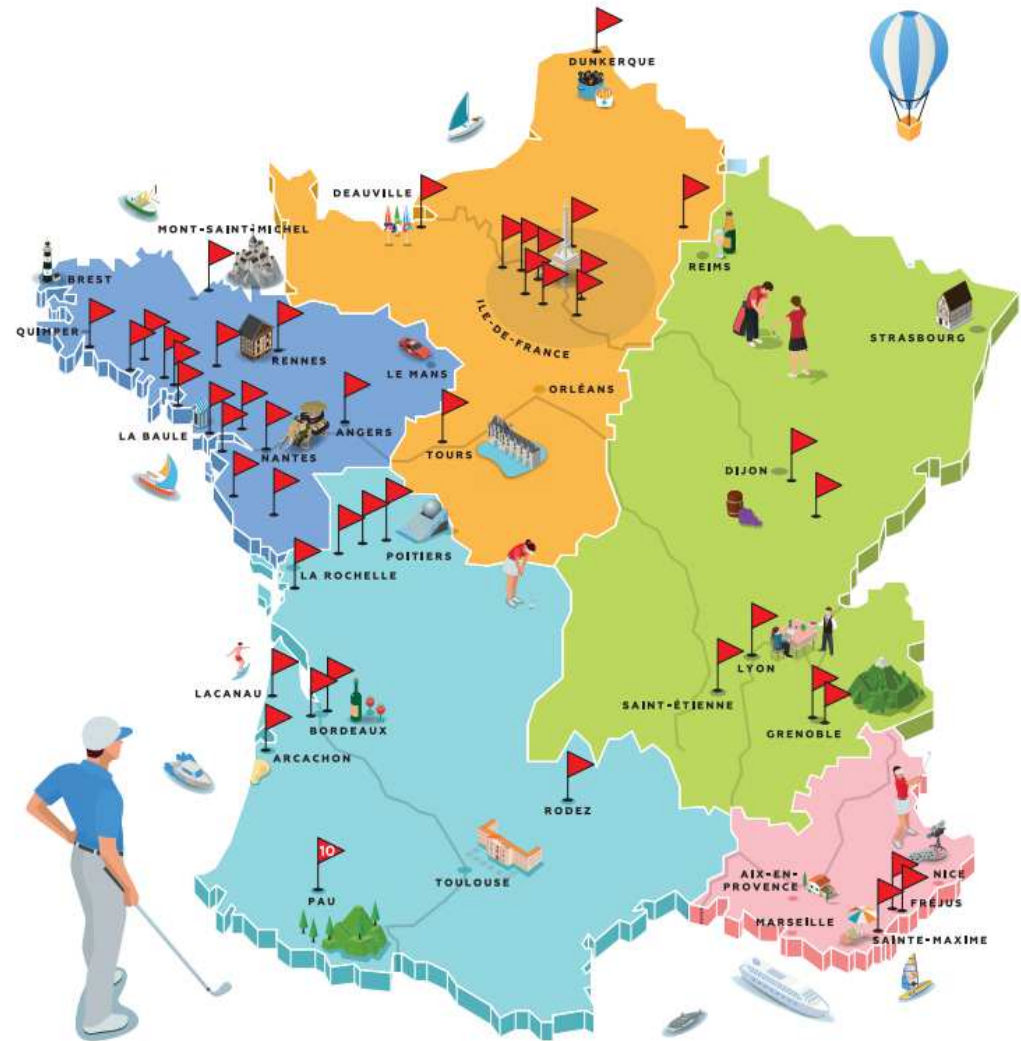 DUNKERQUE
DEAUVILLE
MONT-SAINT-MICHEL
REIMS
BREST
QUIMPER
STRASBOURG
ILE-DE-FRANCE
RENNES
LE MANS
ORLÉANS
LA BAULE
ANGERS
NANTES
TOURS
DIJON
POITIERS
LA ROCHELLE
LYON
LACANAU
SAINT-ÉTIENNE
BORDEAUX
GRENOBLE
ARCACHON
RODEZ
10
PAU
TOULOUSE
AIX-EN-
PROVENCE
NICE
FRÉJUS
MARSEILLE
SAINTE-MAXIME